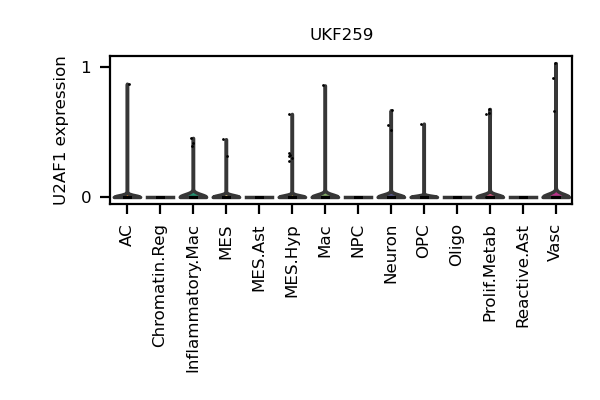 UKF259
U2AF1 expression
1
0
AC
Chromatin.Reg
Inflammatory.Mac
MES
MES.Ast
MES.Hyp
Mac
NPC
Neuron
OPC
Oligo
Prolif.Metab
Reactive.Ast
Vasc